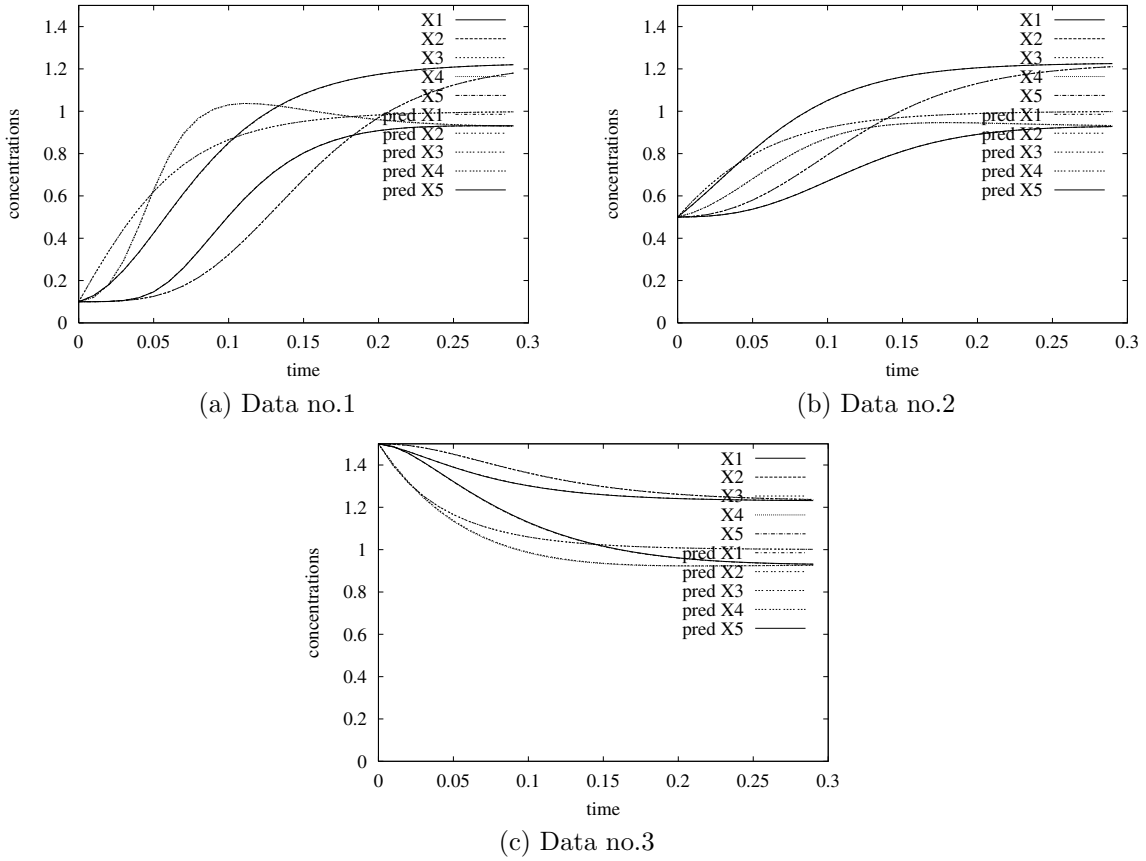 0
0.2
0.4
0.6
0.8
1
1.2
1.4
0
0.05
0.1
0.15
0.2
0.25
0.3
concentrations
time
X1
X2
X3
X4
X5
pred X1
pred X2
pred X3
pred X4
pred X5
(a) Data no.1
0
0.2
0.4
0.6
0.8
1
1.2
1.4
0
0.05
0.1
0.15
0.2
0.25
0.3
concentrations
time
X1
X2
X3
X4
X5
pred X1
pred X2
pred X3
pred X4
pred X5
(b) Data no.2
0
0.2
0.4
0.6
0.8
1
1.2
1.4
0
0.05
0.1
0.15
0.2
0.25
0.3
concentrations
time
X1
X2
X3
X4
X5
pred X1
pred X2
pred X3
pred X4
pred X5
(c) Data no.3